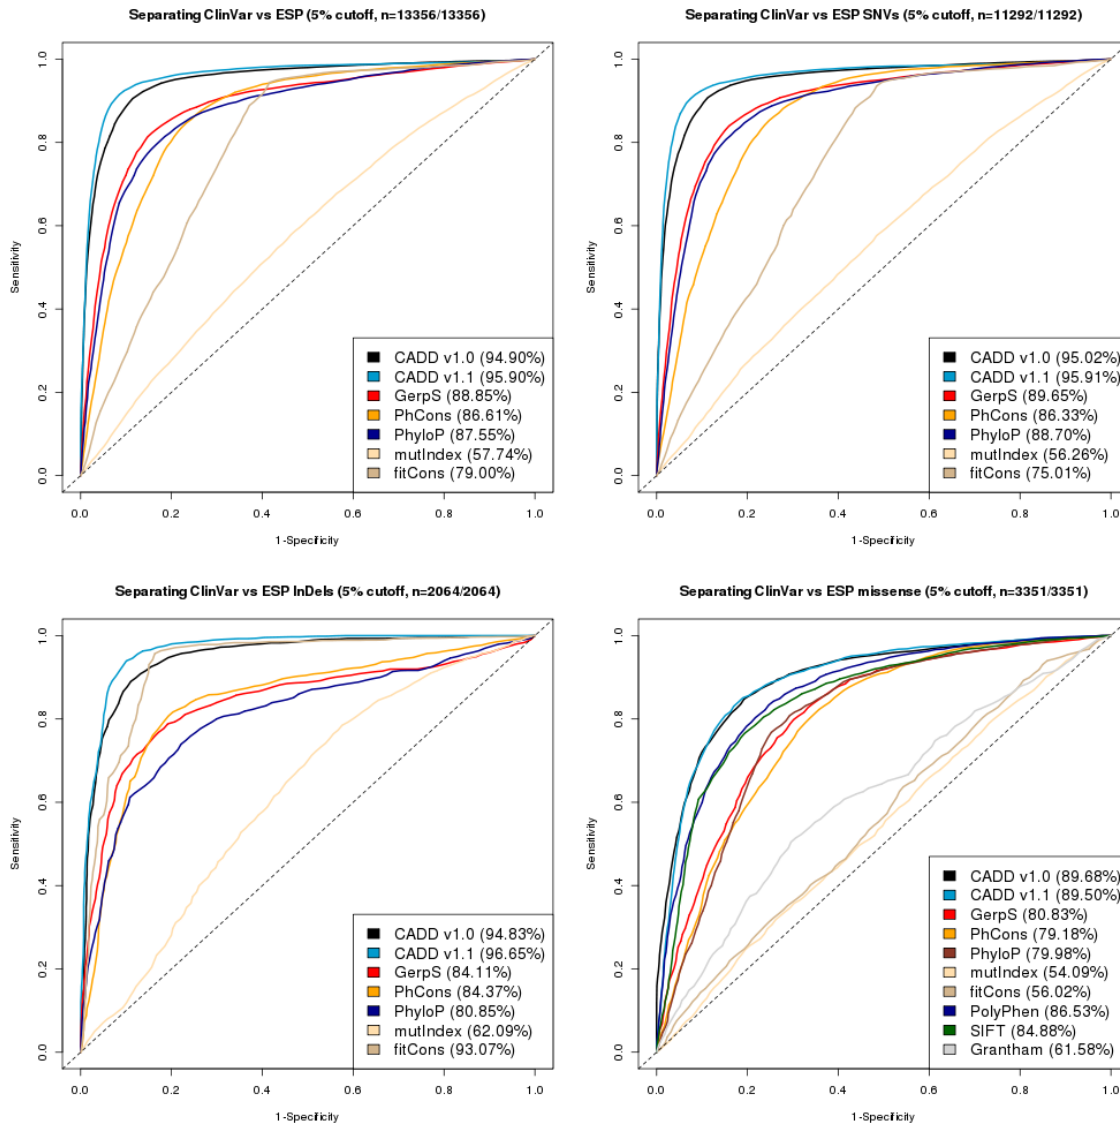 Separating ClinVar vs ESP (5% cutoff, n=13356/13356)
Sensitivity
0.0
0.2
0.4
0.6
0.8
1.0
CADD v1.0 (94.90%)
CADD v1.1 (95.90%)
GerpS (88.85%)
PhCons (86.61%)
PhyloP (87.55%)
mutIndex (57.74%)
fitCons (79.00%)
0.0 0.2 0.4 0.6 0.8 1.0
1-Specificity
Separating ClinVar vs ESP SNVs (5% cutoff, n=11292/11292)
Sensitivity
0.0
0.2
0.4
0.6
0.8
1.0
CADD v1.0 (95.02%)
CADD v1.1 (95.91%)
GerpS (89.65%)
PhCons (86.33%)
PhyloP (88.70%)
mutIndex (56.26%)
fitCons (75.01%)
0.0 0.2 0.4 0.6 0.8 1.0
1-Specificity
Separating ClinVar vs ESP InDels (5% cutoff, n=2064/2064)
Sensitivity
0.0
0.2
0.4
0.6
0.8
1.0
CADD v1.0 (94.83%)
CADD v1.1 (96.65%)
GerpS (84.11%)
PhCons (84.37%)
PhyloP (80.85%)
mutIndex (62.09%)
fitCons (93.07%)
0.0 0.2 0.4 0.6 0.8 1.0
1-Specificity
Separating ClinVar vs ESP missense (5% cutoff, n=3351/3351)
Sensitivity
0.0
0.2
0.4
0.6
0.8
1.0
CADD v1.0 (89.68%)
CADD v1.1 (89.50%)
GerpS (80.83%)
PhCons (79.18%)
PhyloP (79.98%)
mutIndex (54.09%)
fitCons (56.02%)
PolyPhen (86.53%)
SIFT (84.88%)
Grantham (61.58%)
0.0 0.2 0.4 0.6 0.8 1.0
1-Specificity